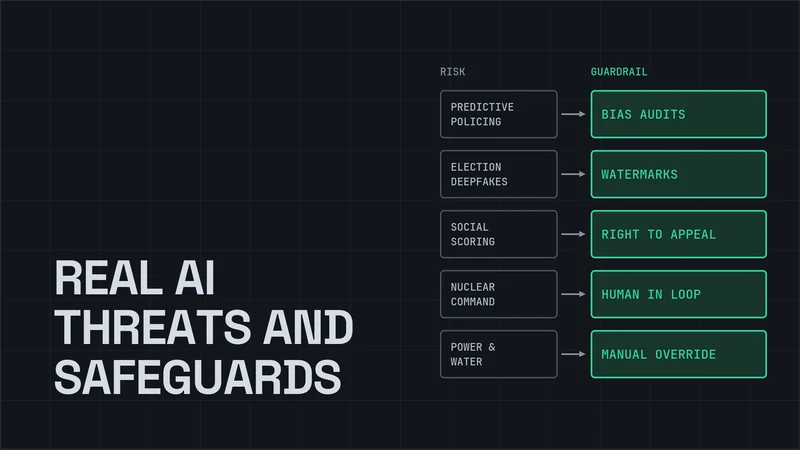 REAL AI
THREATS AND
SAFEGUARDS
RISK
GUARDRAIL
PREDICTIVE
POLICING
BIAS AUDITS
ELECTION
DEEPFAKES
WATERMARKS
SOCIAL
SCORING
RIGHT TO APPEAL
NUCLEAR
COMMAND
HUMAN IN LOOP
POWER &
WATER
MANUAL OVERRIDE